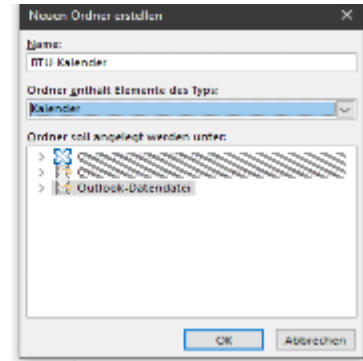 Neuen Ordner erstellen
Name:
BTU-Kalender
Ordner enthält Elemente des Typs:
Kalender
Ordner soll angelegt werden unter:
Outlook-Datendatei
OK
Abbrechen